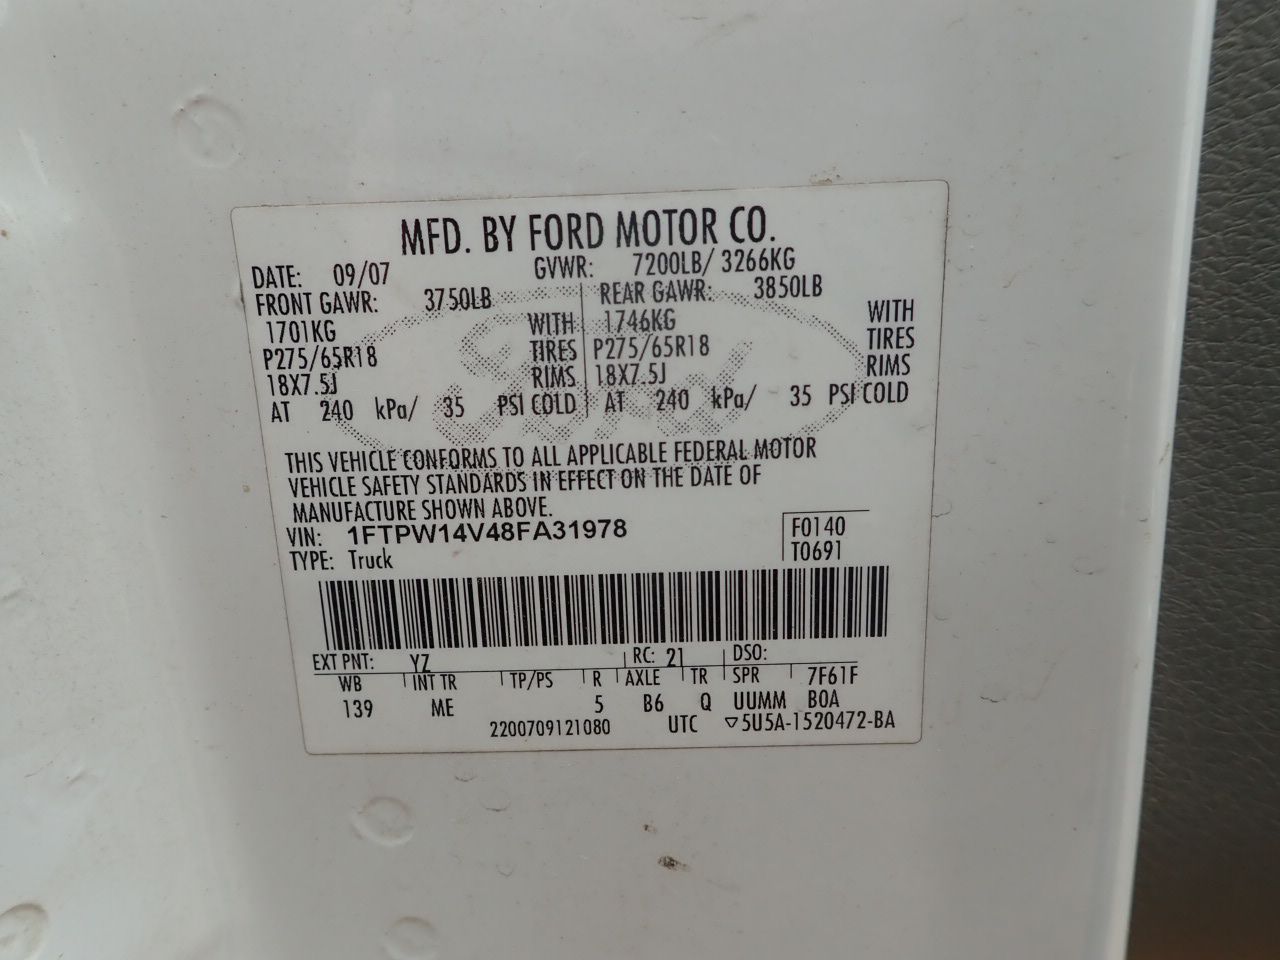 MFD. BY FORD MOTOR CO.
DATE: 09/07 GVWR: 7200LB/ 3266KG
FRONT GAWR: 3750LB REAR GAWR: 3850LB
1701KG WITH 1746KG WITH
P275/65R18 TIRES P275/65R18 TIRES
18X7.5J RIMS 18X7.5J RIMS
AT 240 kPa/ 35 PSI COLD AT 240 kPa/ 35 PSI COLD
Ford
THIS VEHICLE CONFORMS TO ALL APPLICABLE FEDERAL MOTOR
VEHICLE SAFETY STANDARDS IN EFFECT ON THE DATE OF
MANUFACTURE SHOWN ABOVE.
VIN: 1FTPW14V48FA31978 F0140
TYPE: Truck T0691
EXT PNT: YZ RC: 21 DSO:
WB INT TR TP/PS R AXLE TR SPR 7F61F
139 ME 5 B6 Q UUMM B0A
2200709121080 UTC ▽5U5A-1520472-BA